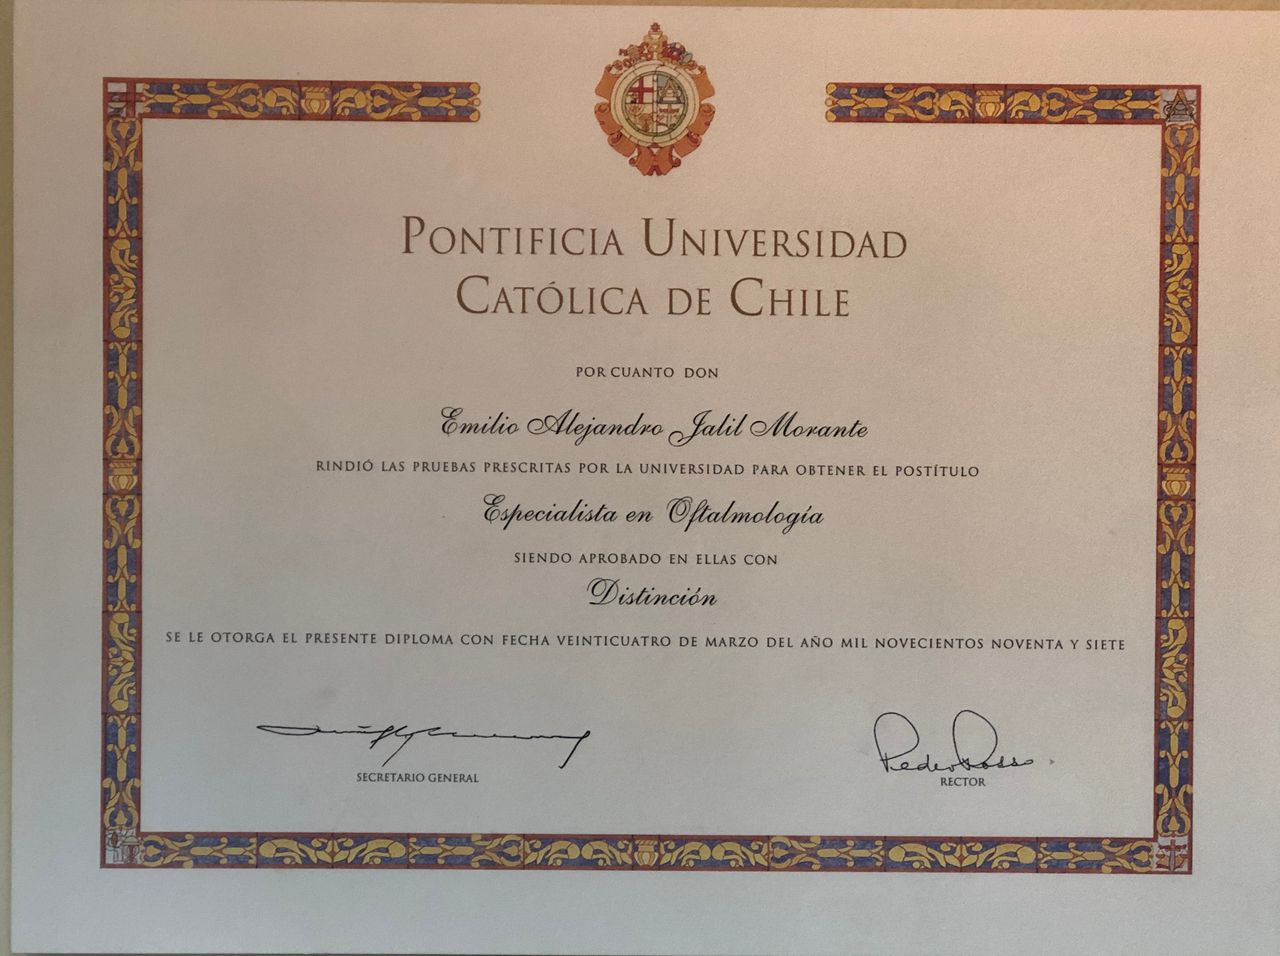 PONTIFICIA UNIVERSIDAD
CATÓLICA DE CHILE
POR CUANTO DON
Emilio Alejandro Jalil Morante
RINDIÓ LAS PRUEBAS PRESCRITAS POR LA UNIVERSIDAD PARA OBTENER EL POSTÍTULO
Especialista en Oftalmología
SIENDO APROBADO EN ELLAS CON
Distinción
SE LE OTORGA EL PRESENTE DIPLOMA CON FECHA VEINTICUATRO DE MARZO DEL AÑO MIL NOVECIENTOS NOVENTA Y SIETE
Pedro Rosso
SECRETARIO GENERAL
RECTOR